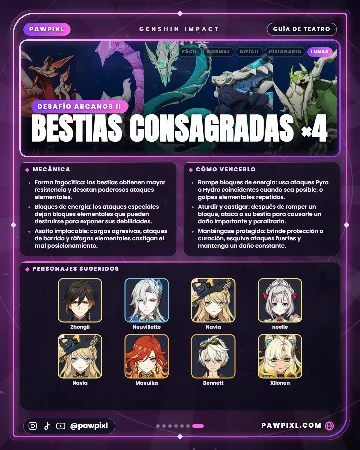 PAWPIXL
GENSHIN IMPACT
GUÍA DE TEATRO
FÁCIL
NORMAL
DIFÍCIL
VISIONARIO
LUNAR
DESAFÍO ARCANOS II
BESTIAS CONSAGRADAS ×4
MECÁNICA
Forma fagocítica: las bestias obtienen mayor
resistencia y desatan poderosos ataques
elementales.
Bloques de energía: los ataques especiales
dejan bloques elementales que pueden
destruirse para exponer sus debilidades.
Asalto implacable: cargas agresivas, ataques
de barrido y ráfagas elementales castigan el
mal posicionamiento.
CÓMO VENCERLO
Rompe bloques de energía: usa ataques Pyro
o Hydro coincidentes cuando sea posible, o
golpes elementales repetidos.
Aturdir y castigar: después de romper un
bloque, ataca a su bestia para causarle un
daño importante y paralizarla.
Manténgase protegido: brinde protección o
curación, esquive ataques fuertes y
mantenga un daño constante.
PERSONAJES SUGERIDOS
Zhongli
Neuvillette
Navia
noelle
Navia
Mavuika
Bennett
Xilonen
@pawpixl
PAWPIXL.COM